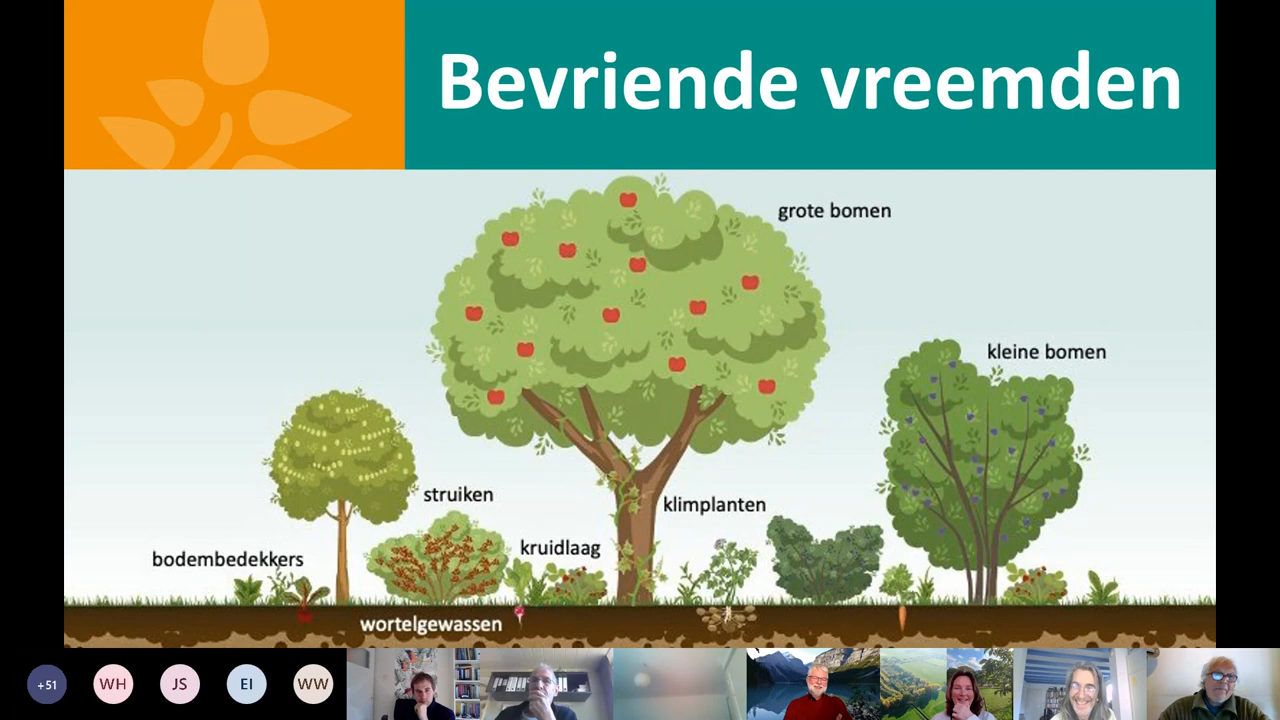 Bevriende vreemden
grote bomen
kleine bomen
struiken
klimplanten
kruidlaag
bodembedekkers
wortelgewassen
+51
WH
JS
EI
WW